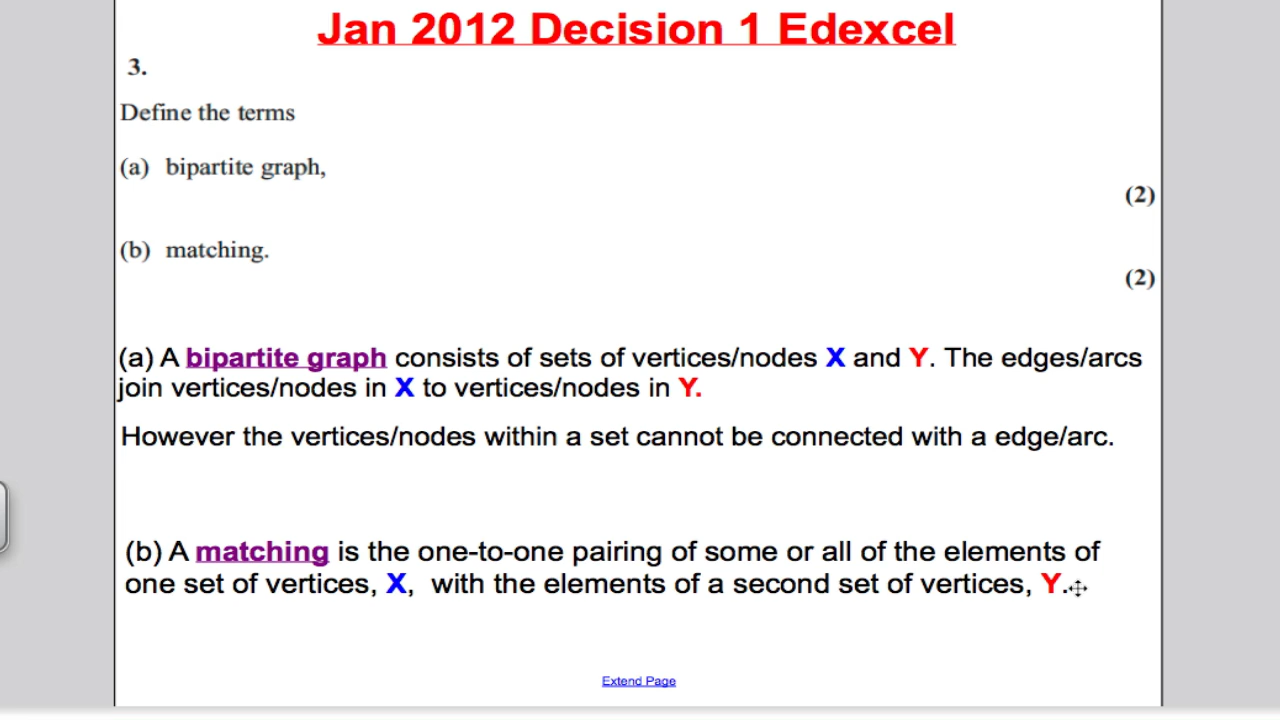 Jan 2012 Decision 1 Edexcel
3.
Define the terms
(a) bipartite graph,
(2)
(b) matching.
(2)
(a) A bipartite graph consists of sets of vertices/nodes X and Y. The edges/arcs
join vertices/nodes in X to vertices/nodes in Y.
However the vertices/nodes within a set cannot be connected with a edge/arc.
(b) A matching is the one-to-one pairing of some or all of the elements of
one set of vertices, X, with the elements of a second set of vertices, Y.
Extend Page